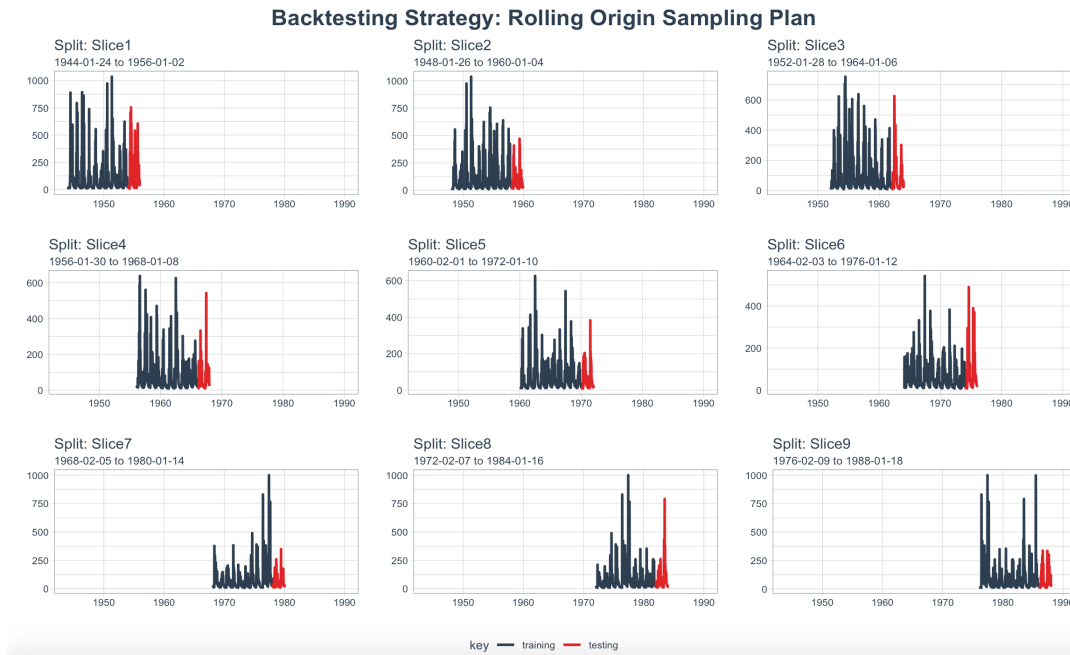 Backtesting Strategy: Rolling Origin Sampling Plan
Split: Slice1
1944-01-24 to 1956-01-02
1000
750
500
250
0
1950 1960 1970 1980 1990
Split: Slice2
1948-01-26 to 1960-01-04
1000
750
500
250
0
1950 1960 1970 1980 1990
Split: Slice3
1952-01-28 to 1964-01-06
600
400
200
0
1950 1960 1970 1980 1990
Split: Slice4
1956-01-30 to 1968-01-08
600
400
200
0
1950 1960 1970 1980 1990
Split: Slice5
1960-02-01 to 1972-01-10
600
400
200
0
1950 1960 1970 1980 1990
Split: Slice6
1964-02-03 to 1976-01-12
400
200
0
1950 1960 1970 1980 1990
Split: Slice7
1968-02-05 to 1980-01-14
1000
750
500
250
0
1950 1960 1970 1980 1990
Split: Slice8
1972-02-07 to 1984-01-16
1000
750
500
250
0
1950 1960 1970 1980 1990
Split: Slice9
1976-02-09 to 1988-01-18
1000
750
500
250
0
1950 1960 1970 1980 1990
key training testing